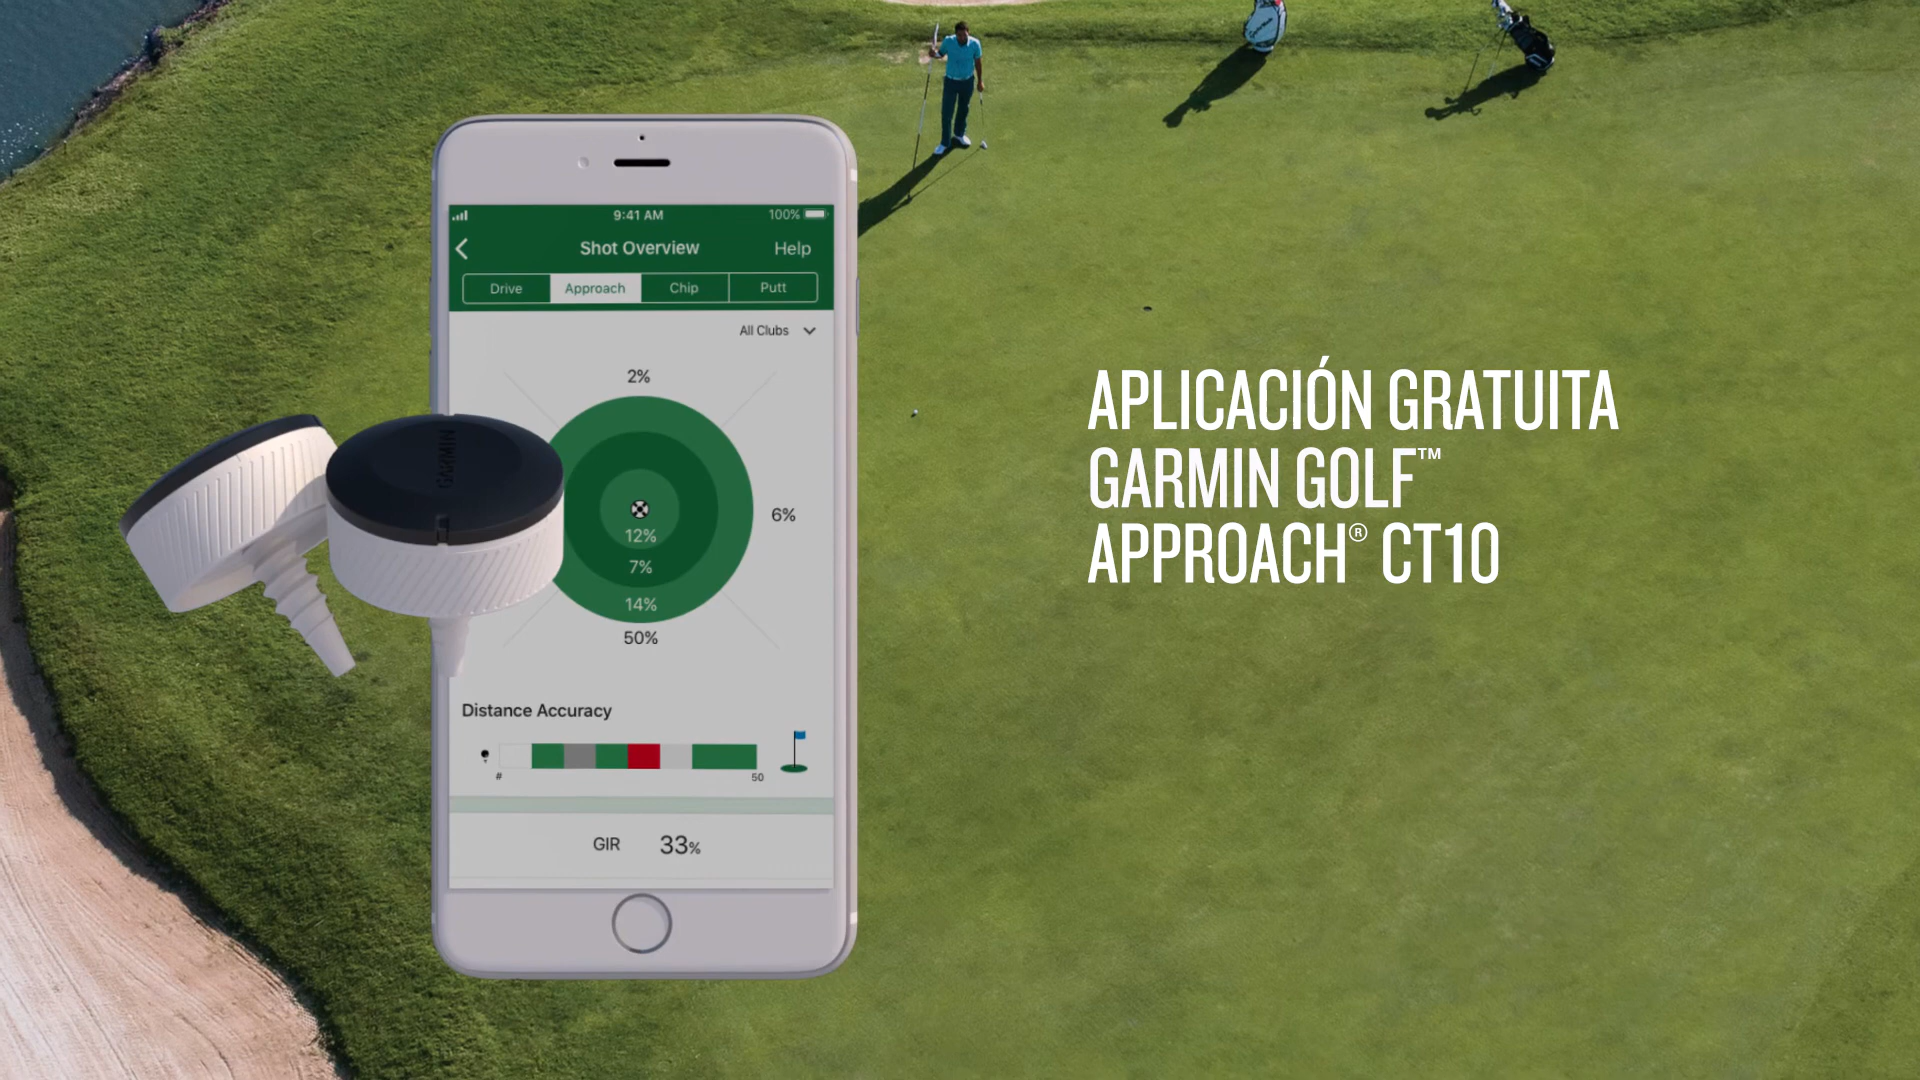 9:41 AM
100%
Shot Overview
Help
Drive
Approach
Chip
Putt
All Clubs
2%
6%
12%
7%
14%
50%
GARMIN
APLICACIÓN GRATUITA
GARMIN GOLF™
APPROACH® CT10
Distance Accuracy
#
50
GIR 33%